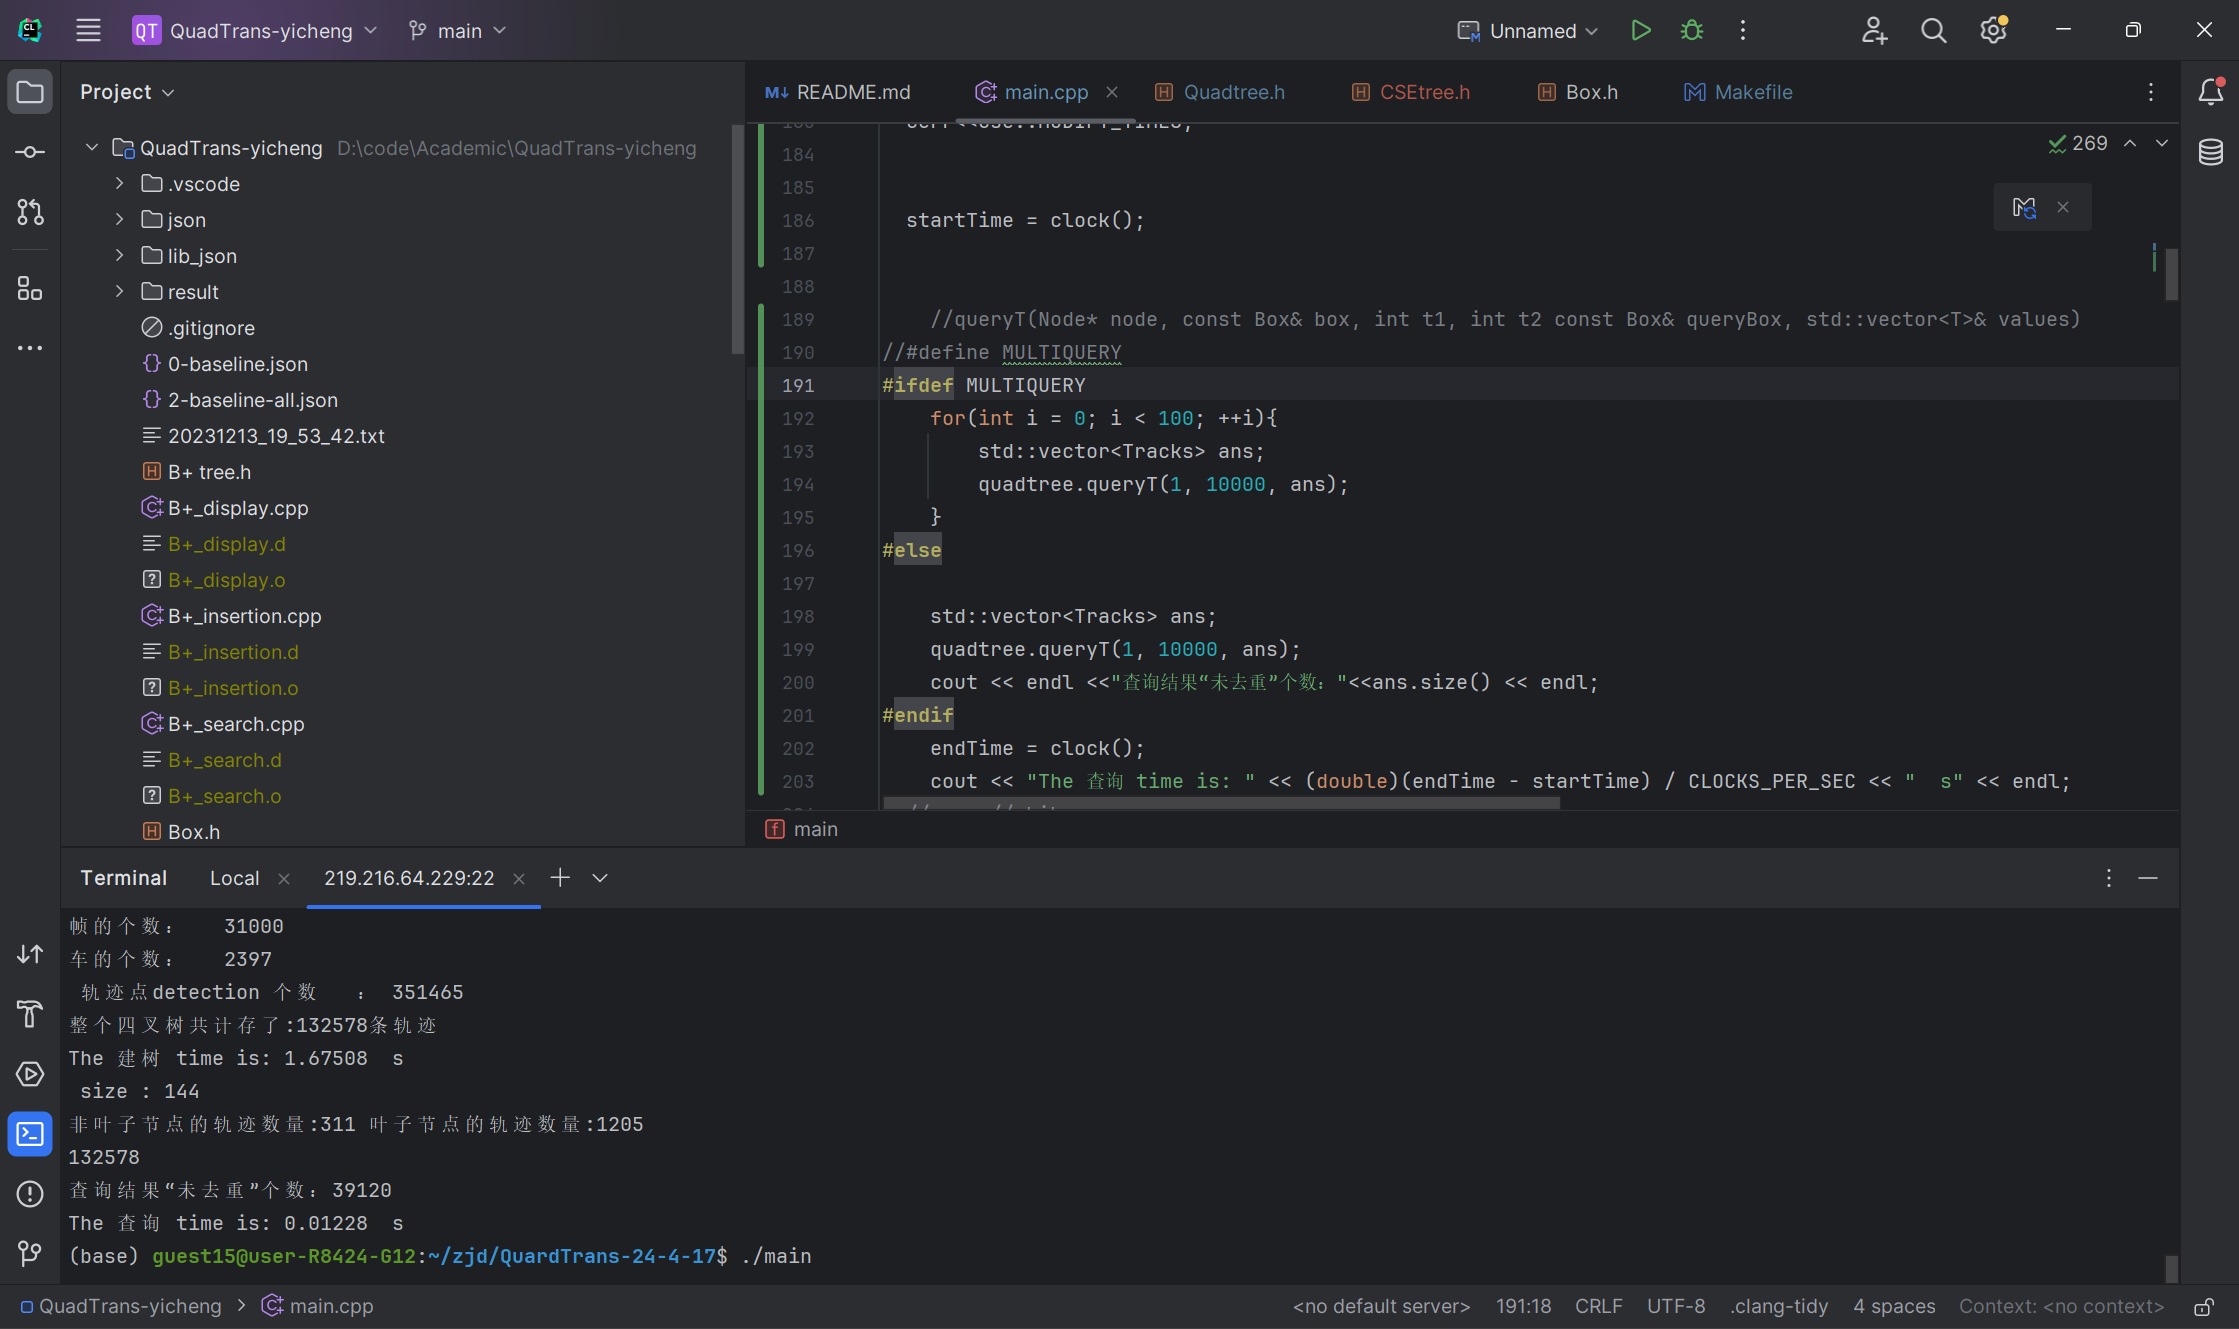 QT QuadTrans-yicheng main Unnamed
Project
README.md main.cpp Quadtree.h CSEtree.h Box.h Makefile
QuadTrans-yicheng D:\code\Academic\QuadTrans-yicheng
.vscode
json
lib_json
result
.gitignore
0-baseline.json
2-baseline-all.json
20231213_19_53_42.txt
B+ tree.h
B+_display.cpp
B+_display.d
B+_display.o
B+_insertion.cpp
B+_insertion.d
B+_insertion.o
B+_search.cpp
B+_search.d
B+_search.o
Box.h
269
184
185
186 startTime = clock();
187
188
189 //queryT(Node* node, const Box& box, int t1, int t2 const Box& queryBox, std::vector<T>& values)
190 //#define MULTIQUERY
191 #ifdef MULTIQUERY
192 for(int i = 0; i < 100; ++i){
193 std::vector<Tracks> ans;
194 quadtree.queryT(1, 10000, ans);
195 }
196 #else
197
198 std::vector<Tracks> ans;
199 quadtree.queryT(1, 10000, ans);
200 cout << endl <<"查询结果“未去重”个数："<<ans.size() << endl;
201 #endif
202 endTime = clock();
203 cout << "The 查询 time is: " << (double)(endTime - startTime) / CLOCKS_PER_SEC << "  s" << endl;
main
Terminal Local 219.216.64.229:22
帧的个数： 31000
车的个数： 2397
轨迹点detection 个数 ： 351465
整个四叉树共计存了:132578条轨迹
The 建树 time is: 1.67508  s
size : 144
非叶子节点的轨迹数量:311 叶子节点的轨迹数量:1205
132578
查询结果“未去重”个数：39120
The 查询 time is: 0.01228  s
(base) guest15@user-R8424-G12:~/zjd/QuardTrans-24-4-17$ ./main
QuadTrans-yicheng > main.cpp <no default server> 191:18 CRLF UTF-8 .clang-tidy 4 spaces Context: <no context>